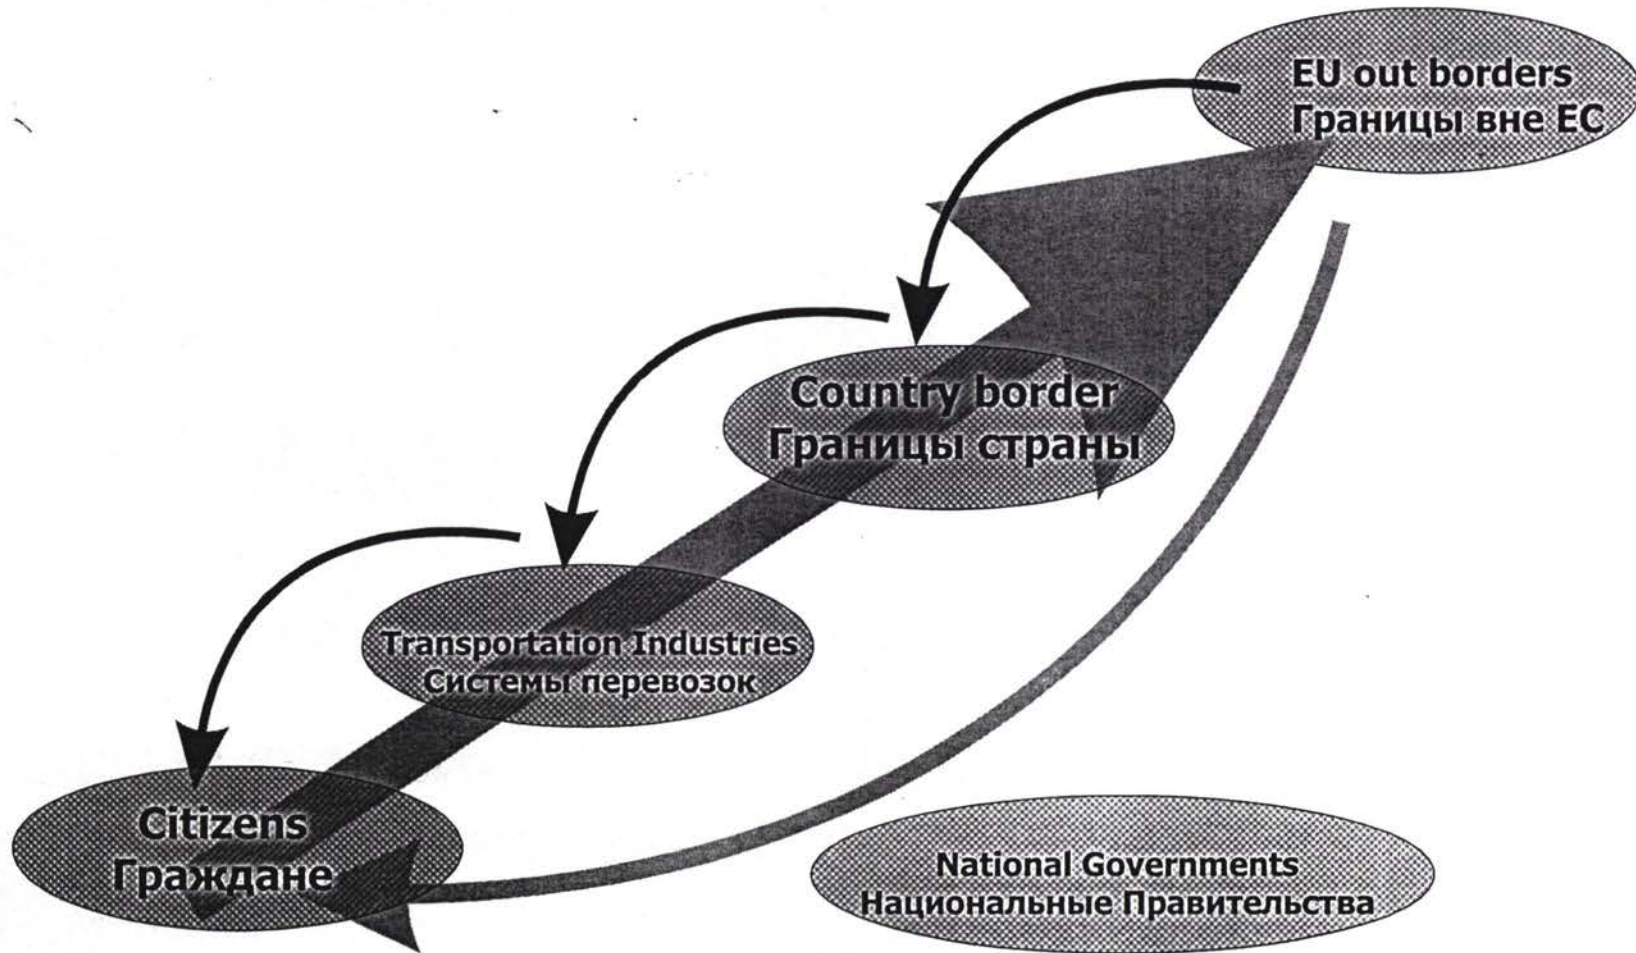 EU out borders
Границы вне ЕС
Country border
Границы страны
Transportation Industries
Системы перевозок
Citizens
Граждане
National Governments
Национальные Правительства